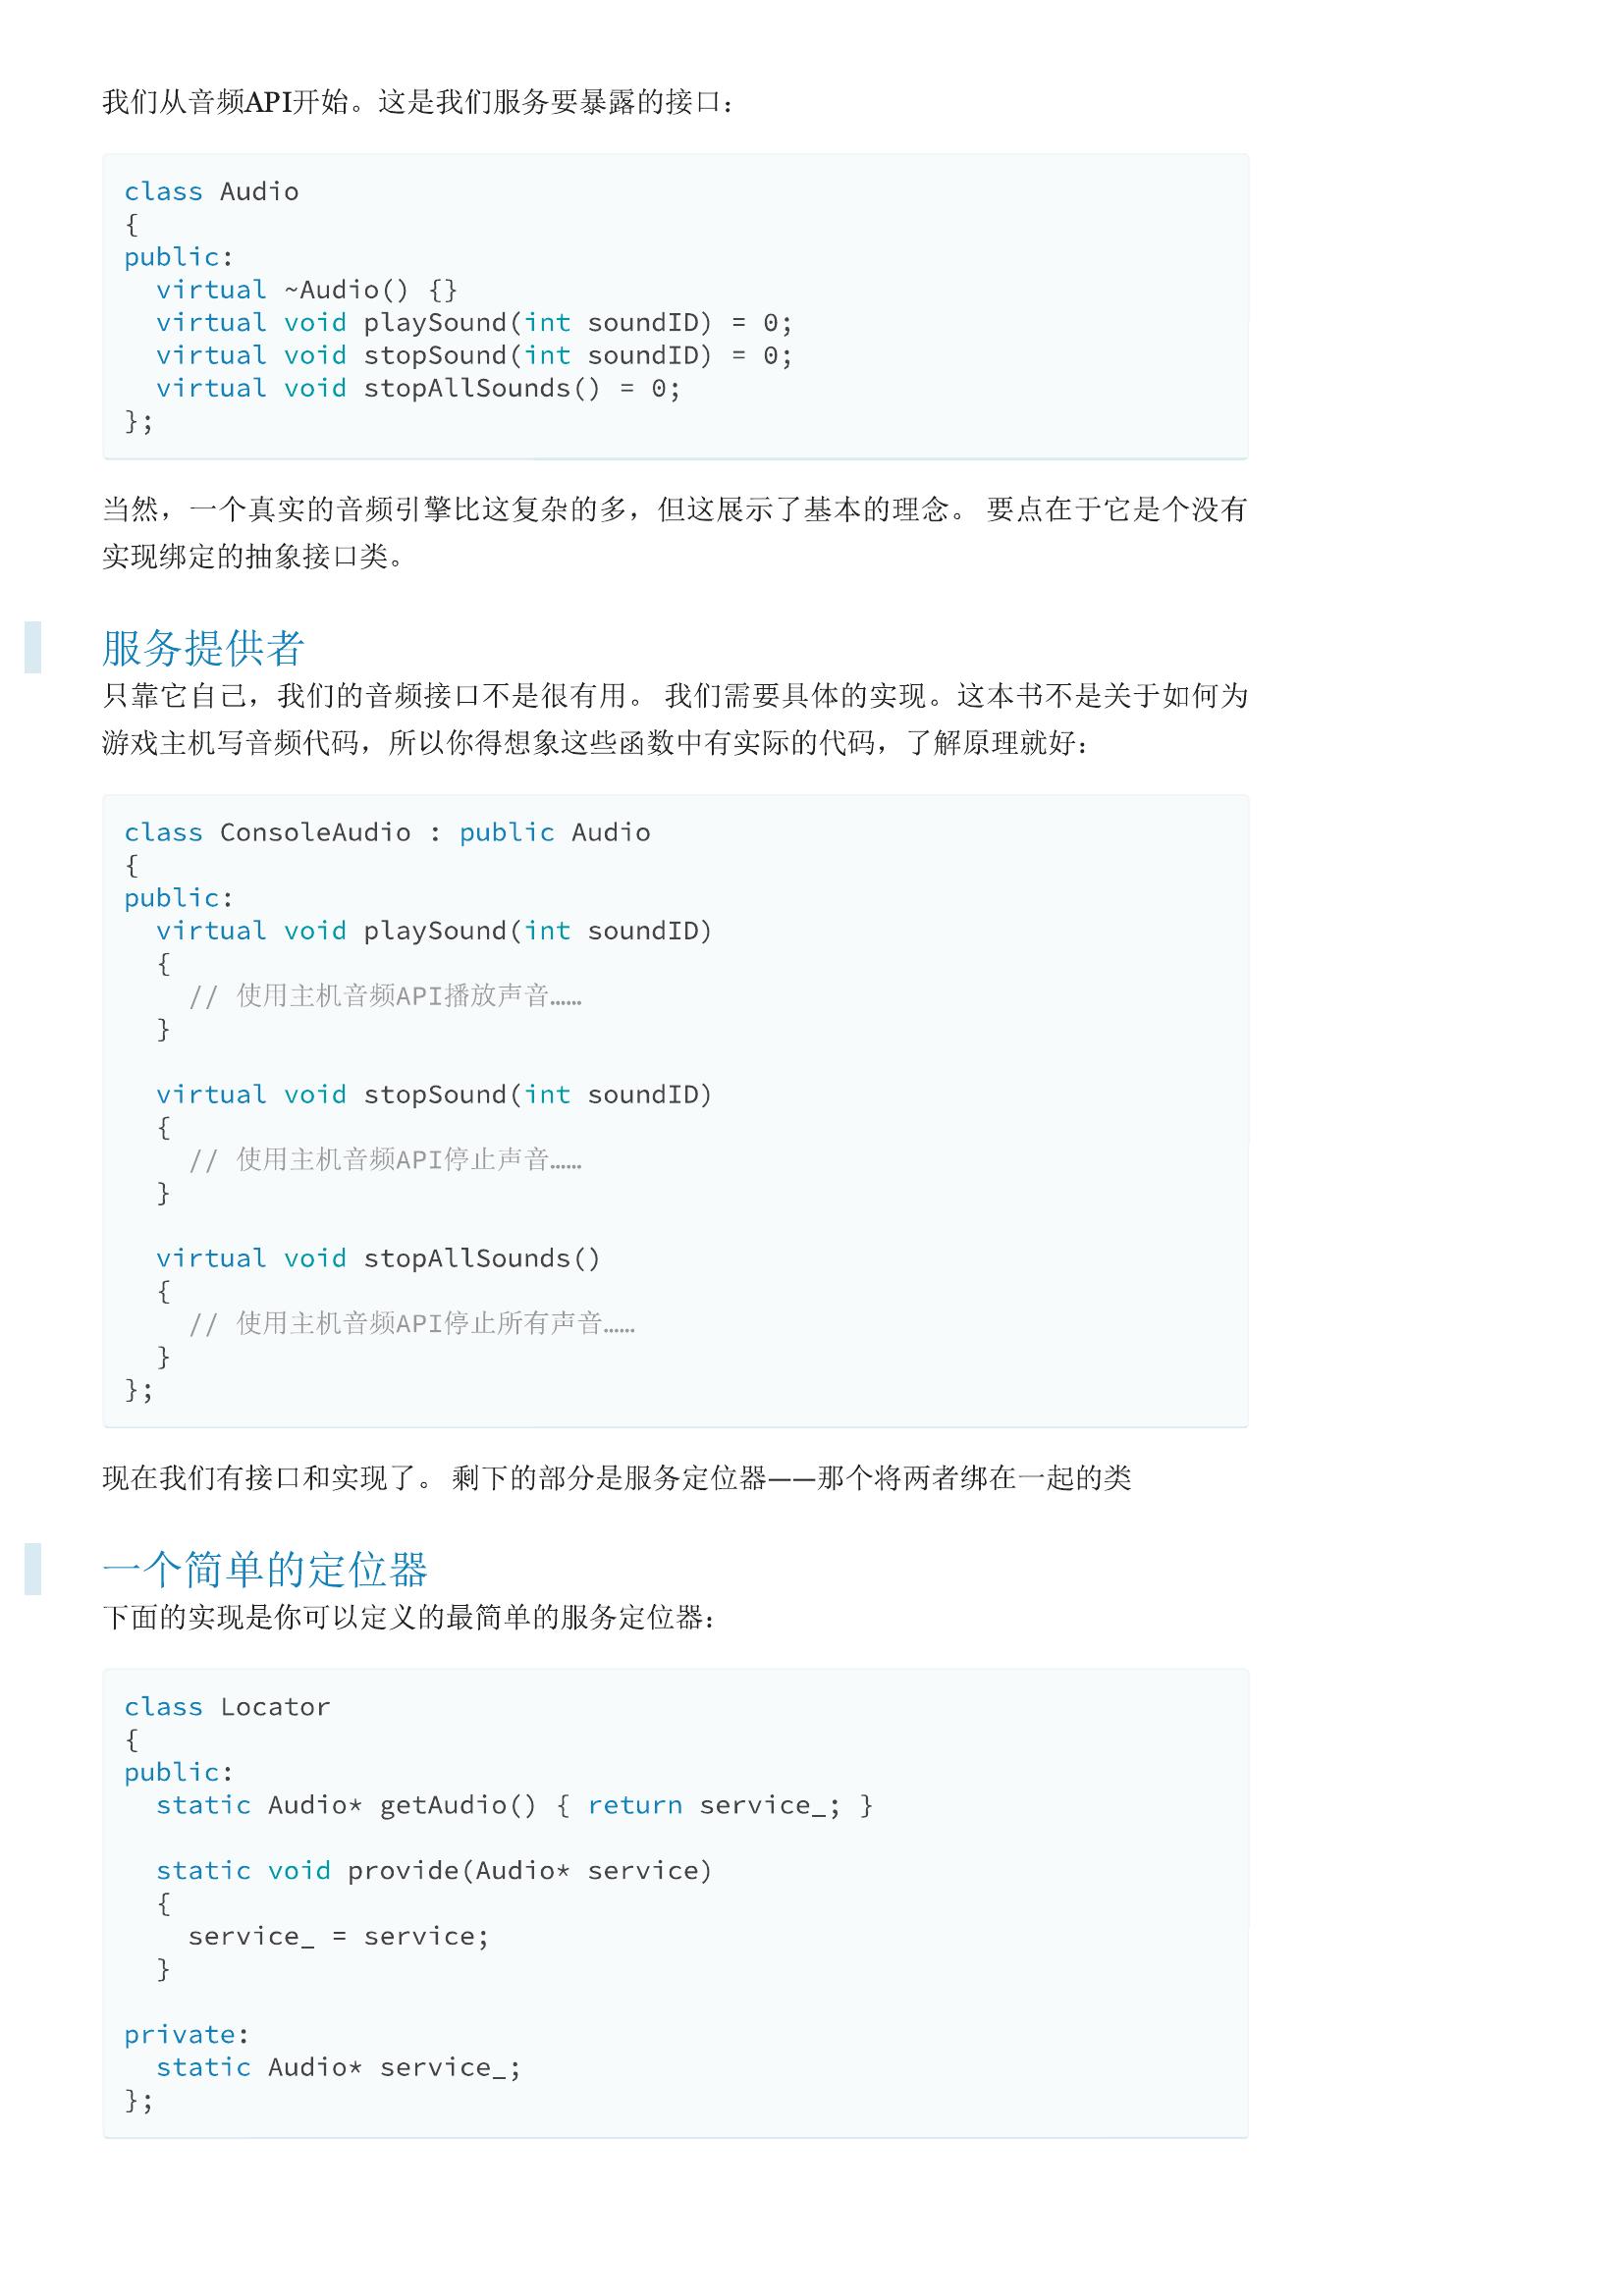 我们从音频API开始。这是我们服务要暴露的接口：
class Audio
{
public:
  virtual ~Audio() {}
  virtual void playSound(int soundID) = 0;
  virtual void stopSound(int soundID) = 0;
  virtual void stopAllSounds() = 0;
};
当然，一个真实的音频引擎比这复杂的多，但这展示了基本的理念。 要点在于它是个没有
实现绑定的抽象接口类。
服务提供者
只靠它自己，我们的音频接口不是很有用。 我们需要具体的实现。这本书不是关于如何为
游戏主机写音频代码，所以你得想象这些函数中有实际的代码，了解原理就好：
class ConsoleAudio : public Audio
{
public:
  virtual void playSound(int soundID)
  {
    // 使用主机音频API播放声音……
  }
  virtual void stopSound(int soundID)
  {
    // 使用主机音频API停止声音……
  }
  virtual void stopAllSounds()
  {
    // 使用主机音频API停止所有声音……
  }
};
现在我们有接口和实现了。 剩下的部分是服务定位器——那个将两者绑在一起的类
一个简单的定位器
下面的实现是你可以定义的最简单的服务定位器：
class Locator
{
public:
  static Audio* getAudio() { return service_; }
  static void provide(Audio* service)
  {
    service_ = service;
  }
private:
  static Audio* service_;
};